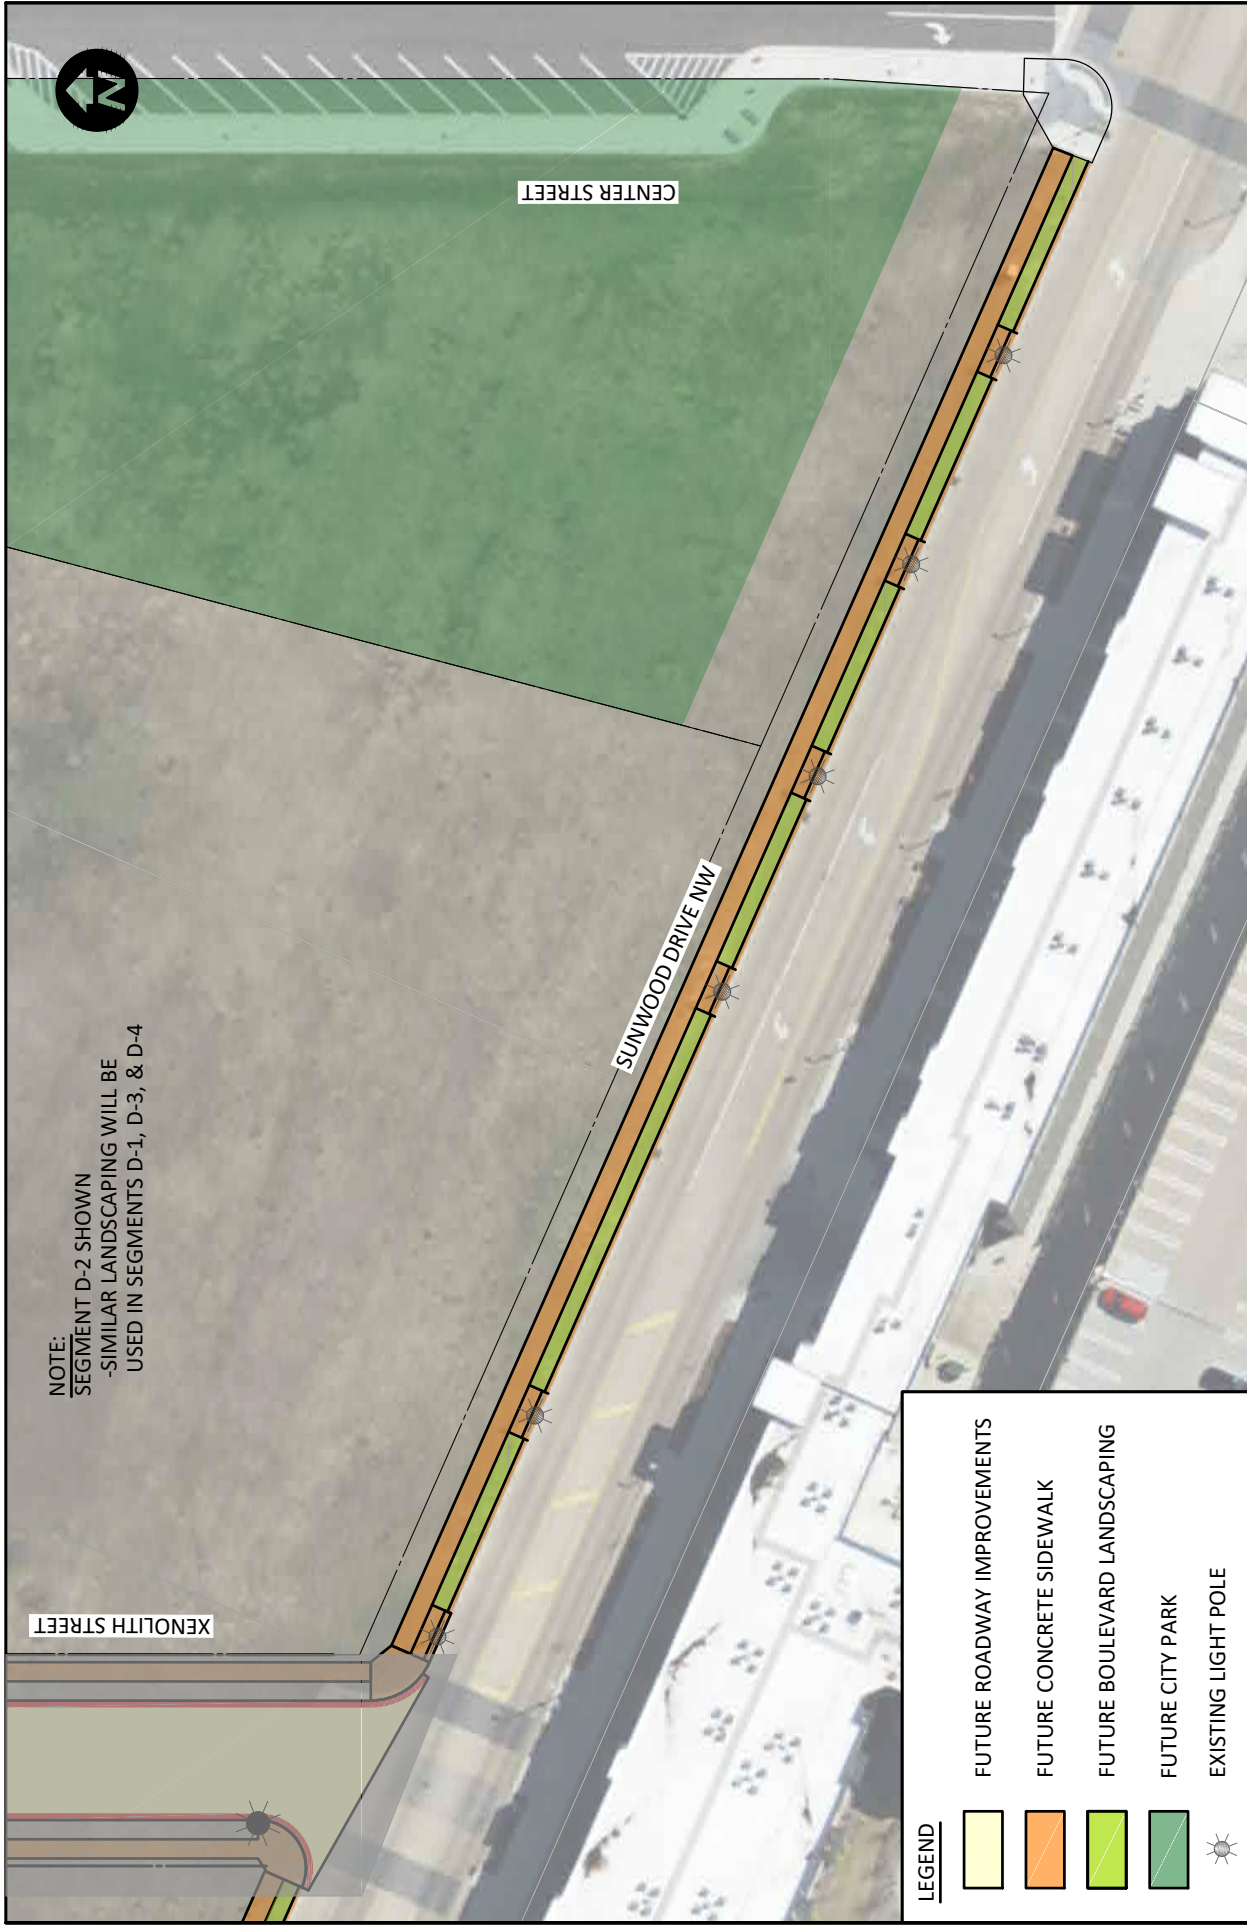 NOTE:
SEGMENT D-2 SHOWN
-SIMILAR LANDSCAPING WILL BE
USED IN SEGMENTS D-1, D-3, & D-4
N
CENTER STREET
SUNWOOD DRIVE NW
XENOLITH STREET
LEGEND
FUTURE ROADWAY IMPROVEMENTS
FUTURE CONCRETE SIDEWALK
FUTURE BOULEVARD LANDSCAPING
FUTURE CITY PARK
EXISTING LIGHT POLE